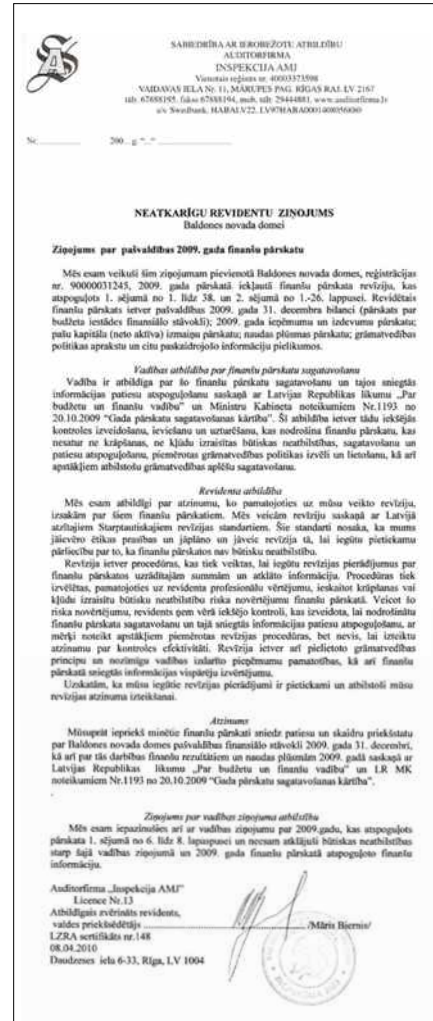 SABIEDRĪBA AR IEROBEŽOTU ATBILDĪBU
AUDITORFIRMA
INSPEKCIJA AMJ
Vienotais reģistra nr. 40003373598
VAIDAVAS IELA Nr. 11, MĀRUPES PAG. RĪGAS RAJ. LV 2167
tālr. 67688195, fakss 67888194, mob. tālr. 29444881, www.auditorfirma.lv
a/s Swedbank, HABALV22, LV97HABA0001408056060
Nr. 200 . g. “ . ”
NEATKARĪGU REVIDENTU ZIŅOJUMS
Baldones novada domei
Ziņojums par pašvaldības 2009. gada finanšu pārskatu
Mēs esam veikuši šim ziņojumam pievienotā Baldones novada domes, reģistrācijas
nr. 90000031245, 2009. gada pārskatā iekļautā finanšu pārskata revīziju, kas
atspoguļots 1. sējumā no 1. līdz 38. un 2. sējumā no 1.-26. lappusei. Revidētais
finanšu pārskats ietver pašvaldības 2009. gada 31. decembra bilanci (pārskats par
budžeta iestādes finansiālo stāvokli); 2009. gada ieņēmumu un izdevumu pārskatu;
pašu kapitāla (neto aktīva) izmaiņu pārskatu; naudas plūsmas pārskatu; grāmatvedības
politikas aprakstu un citu paskaidrojošo informāciju pielikumos.
Vadības atbildība par finanšu pārskatu sagatavošanu
Vadība ir atbildīga par šo finanšu pārskatu sagatavošanu un tajos sniegtās
informācijas patiesu atspoguļošanu saskaņā ar Latvijas Republikas likumu „Par
budžetu un finanšu vadību” un Ministru Kabineta noteikumiem Nr.1193 no
20.10.2009 “Gada pārskatu sagatavošanas kārtība”. Šī atbildība ietver tādu iekšējās
kontroles izveidošanu, ieviešanu un uzturēšanu, kas nodrošina finanšu pārskatu, kas
nesatur ne krāpšanas, ne kļūdu izraisītas būtiskas neatbilstības, sagatavošanu un
patiesu atspoguļošanu, piemērotas grāmatvedības politikas izvēli un lietošanu, kā arī
apstākļiem atbilstošu grāmatvedības aplēšu sagatavošanu.
Revidenta atbildība
Mēs esam atbildīgi par atzinumu, ko pamatojoties uz mūsu veikto revīziju,
izsakām par šiem finanšu pārskatiem. Mēs veicām revīziju saskaņā ar Latvijā
atzītajiem Starptautiskajiem revīzijas standartiem. Šie standarti nosaka, ka mums
jāievēro ētikas prasības un jāplāno un jāveic revīzija tā, lai iegūtu pietiekamu
pārliecību par to, ka finanšu pārskatos nav būtisku neatbilstību.
Revīzija ietver procedūras, kas tiek veiktas, lai iegūtu revīzijas pierādījumus par
finanšu pārskatos uzrādītajām summām un atklāto informāciju. Procedūras tiek
izvēlētas, pamatojoties uz revidenta profesionālu vērtējumu, ieskaitot krāpšanas vai
kļūdu izraisītu būtisku neatbilstību riska novērtējumu finanšu pārskatā. Veicot šo
riska novērtējumu, revidents ņem vērā iekšējo kontroli, kas izveidota, lai nodrošinātu
finanšu pārskata sagatavošanu un tajā sniegtās informācijas patiesu atspoguļošanu, ar
mērķi noteikt apstākļiem piemērotas revīzijas procedūras, bet nevis, lai izteiktu
atzinumu par kontroles efektivitāti. Revīzija ietver arī pielietoto grāmatvedības
principu un nozīmīgu vadības izdarīto pieņēmumu pamatotības, kā arī finanšu
pārskatā sniegtās informācijas vispārēju izvērtējumu.
Uzskatām, ka mūsu iegūtie revīzijas pierādījumi ir pietiekami un atbilstoši mūsu
revīzijas atzinuma izteikšanai.
Atzinums
Mūsuprāt iepriekš minētie finanšu pārskati sniedz patiesu un skaidru priekšstatu
par Baldones novada domes pašvaldības finansiālo stāvokli 2009. gada 31. decembrī,
kā arī par tās darbības finanšu rezultātiem un naudas plūsmām 2009. gadā saskaņā ar
Latvijas Republikas likumu „Par budžetu un finanšu vadību” un LR MK
noteikumiem Nr.1193 no 20.10.2009 “Gada pārskatu sagatavošanas kārtība”.
Ziņojums par vadības ziņojuma atbilstību
Mēs esam iepazinušies arī ar vadības ziņojumu par 2009.gadu, kas atspoguļots
pārskata 1. sējumā no 6. līdz 8. lapaspusei un neesam atklājuši būtiskas neatbilstības
starp šajā vadības ziņojumā un 2009. gada finanšu pārskatā atspoguļoto finanšu
informāciju.
Auditorfirma „Inspekcija AMJ”
Licence Nr.13
Atbildīgais zvērināts revidents,
valdes priekšsēdētājs /Māris Biernis/
LZRA sertifikāts nr.148
08.04.2010
Daudzeses iela 6-33, Rīga, LV 1004